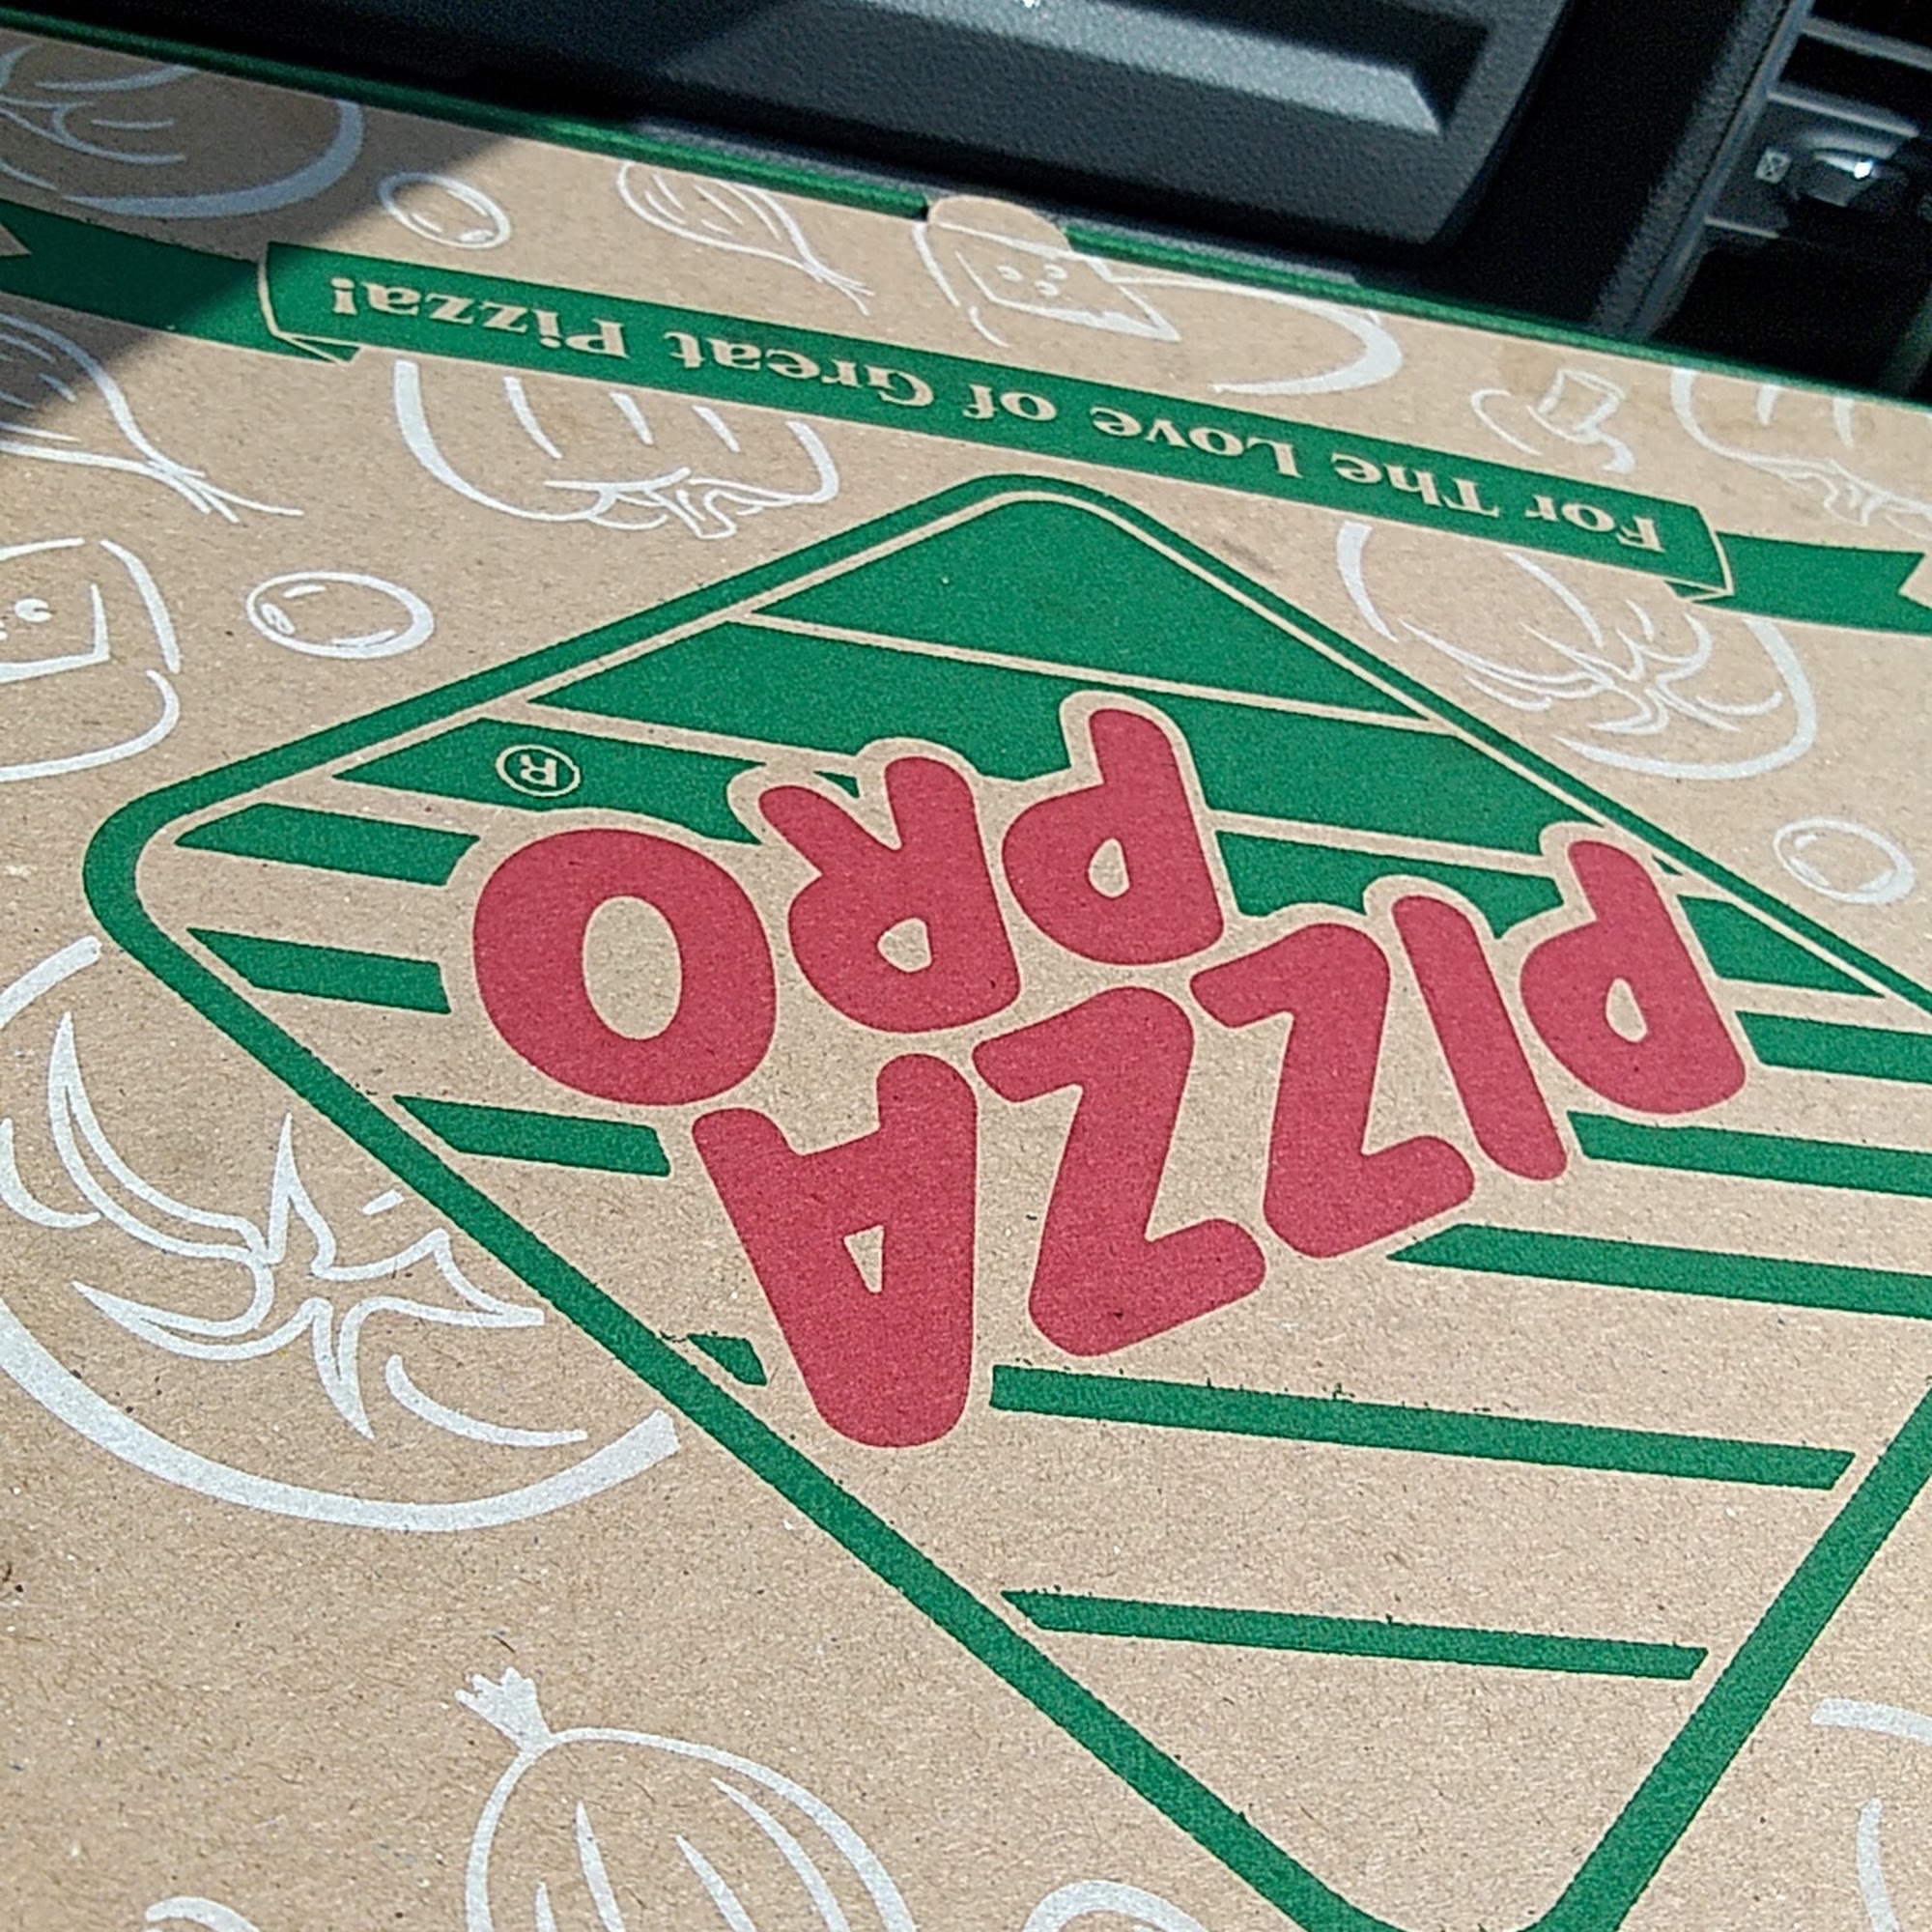 PIZZA
PRO
®
For The Love of Great Pizza!